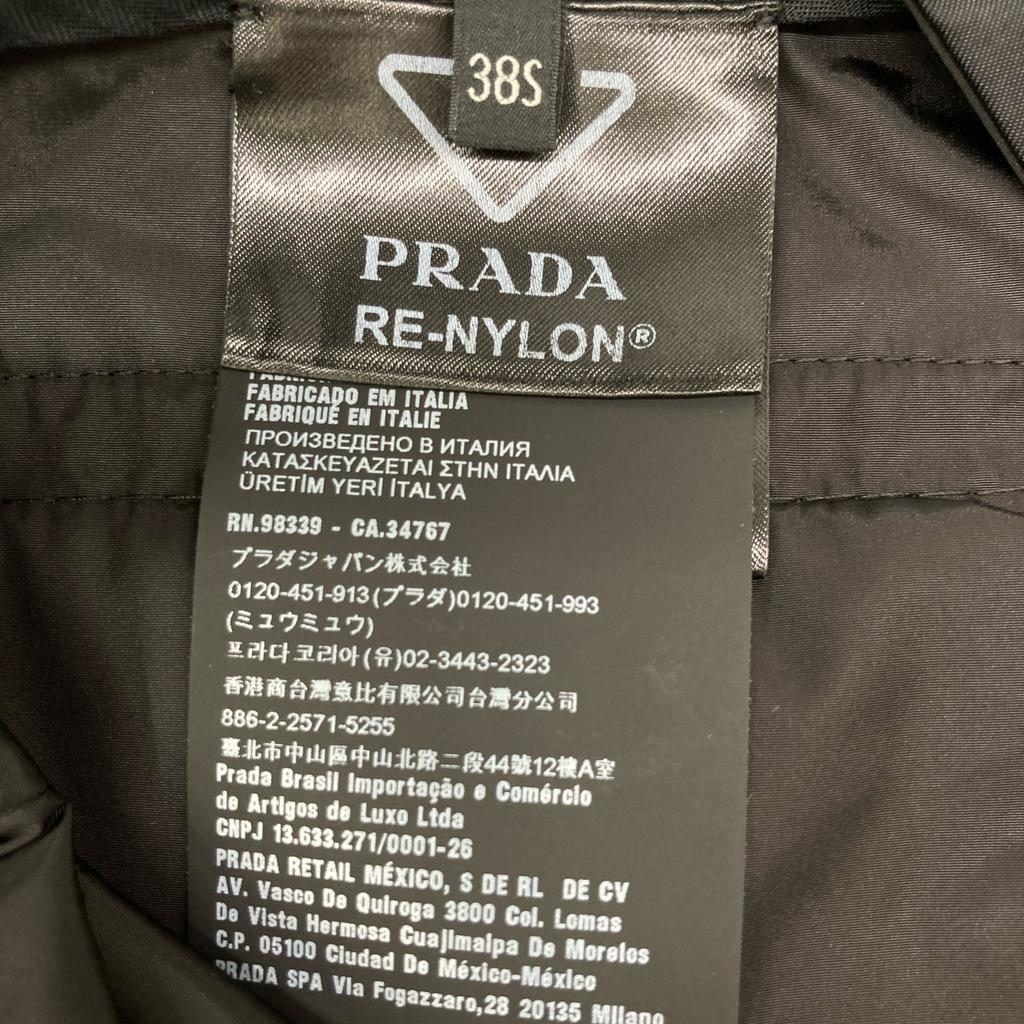 38S
PRADA
RE-NYLON®
FABRICADO EM ITALIA
FABRIQUÉ EN ITALIE
ПРОИЗВЕДЕНО В ИТАЛИЯ
ΚΑΤΑΣΚΕΥΑΖΕΤΑΙ ΣΤΗΝ ΙΤΑΛΙΑ
ÜRETİM YERİ İTALYA
RN.98339 - CA.34767
プラダジャパン株式会社
0120-451-913(プラダ)0120-451-993
(ミュウミュウ)
프라다코리아(유)02-3443-2323
香港商台灣意比有限公司台灣分公司
886-2-2571-5255
臺北市中山區中山北路二段44號12樓A室
Prada Brasil Importação e Comércio
de Artigos de Luxo Ltda
CNPJ 13.633.271/0001-26
PRADA RETAIL MÉXICO, S DE RL DE CV
AV. Vasco De Quiroga 3800 Col. Lomas
De Vista Hermosa Cuajimalpa De Morelos
C.P. 05100 Ciudad De México-México
PRADA SPA Via Fogazzaro,28 20135 Milano